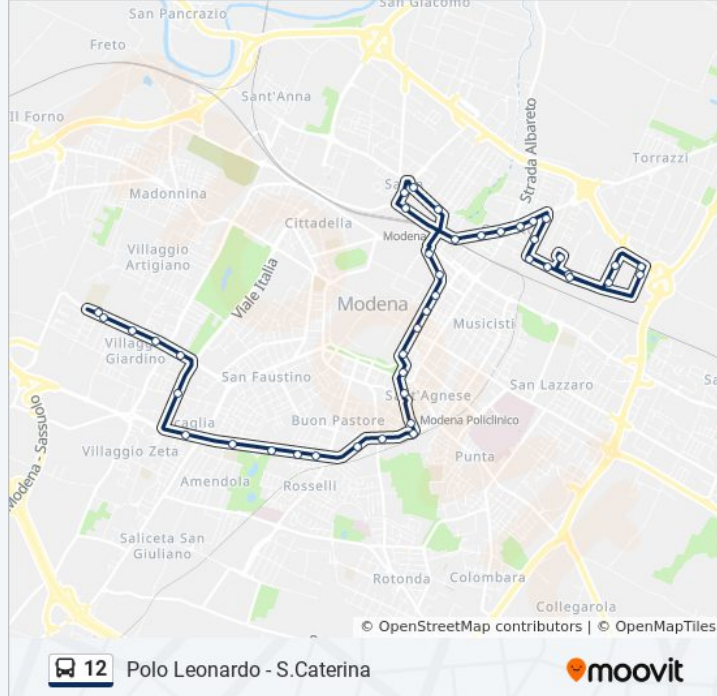 San Giacomo
San Pancrazio
Freto
Sant'Anna
Il Forno
Strada Albareto
Torrazzi
Madonnina
Cittadella
Modena
Villaggio
Artigiano
Viale Italia
Modena
Musicisti
Giardino
San Faustino
Sant'Agnese
San Lazzaro
Modena - Sassuolo
Buon Pastore
Modena Policlinico
Villaggio Zeta
Punta
Amendola
Rosselli
Saliceta San
Giuliano
Rotonda
Colombara
Collegarola
© OpenStreetMap contributors | © OpenMapTiles
12 Polo Leonardo - S.Caterina
moovit